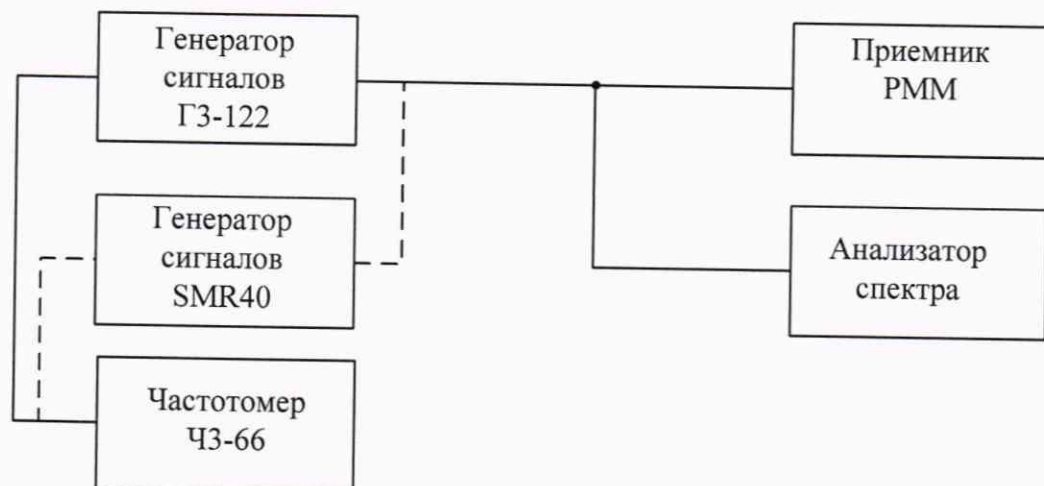 Генератор
сигналов
Г3-122
Приемник
РММ
Генератор
сигналов
SMR40
Анализатор
спектра
Частотомер
Ч3-66